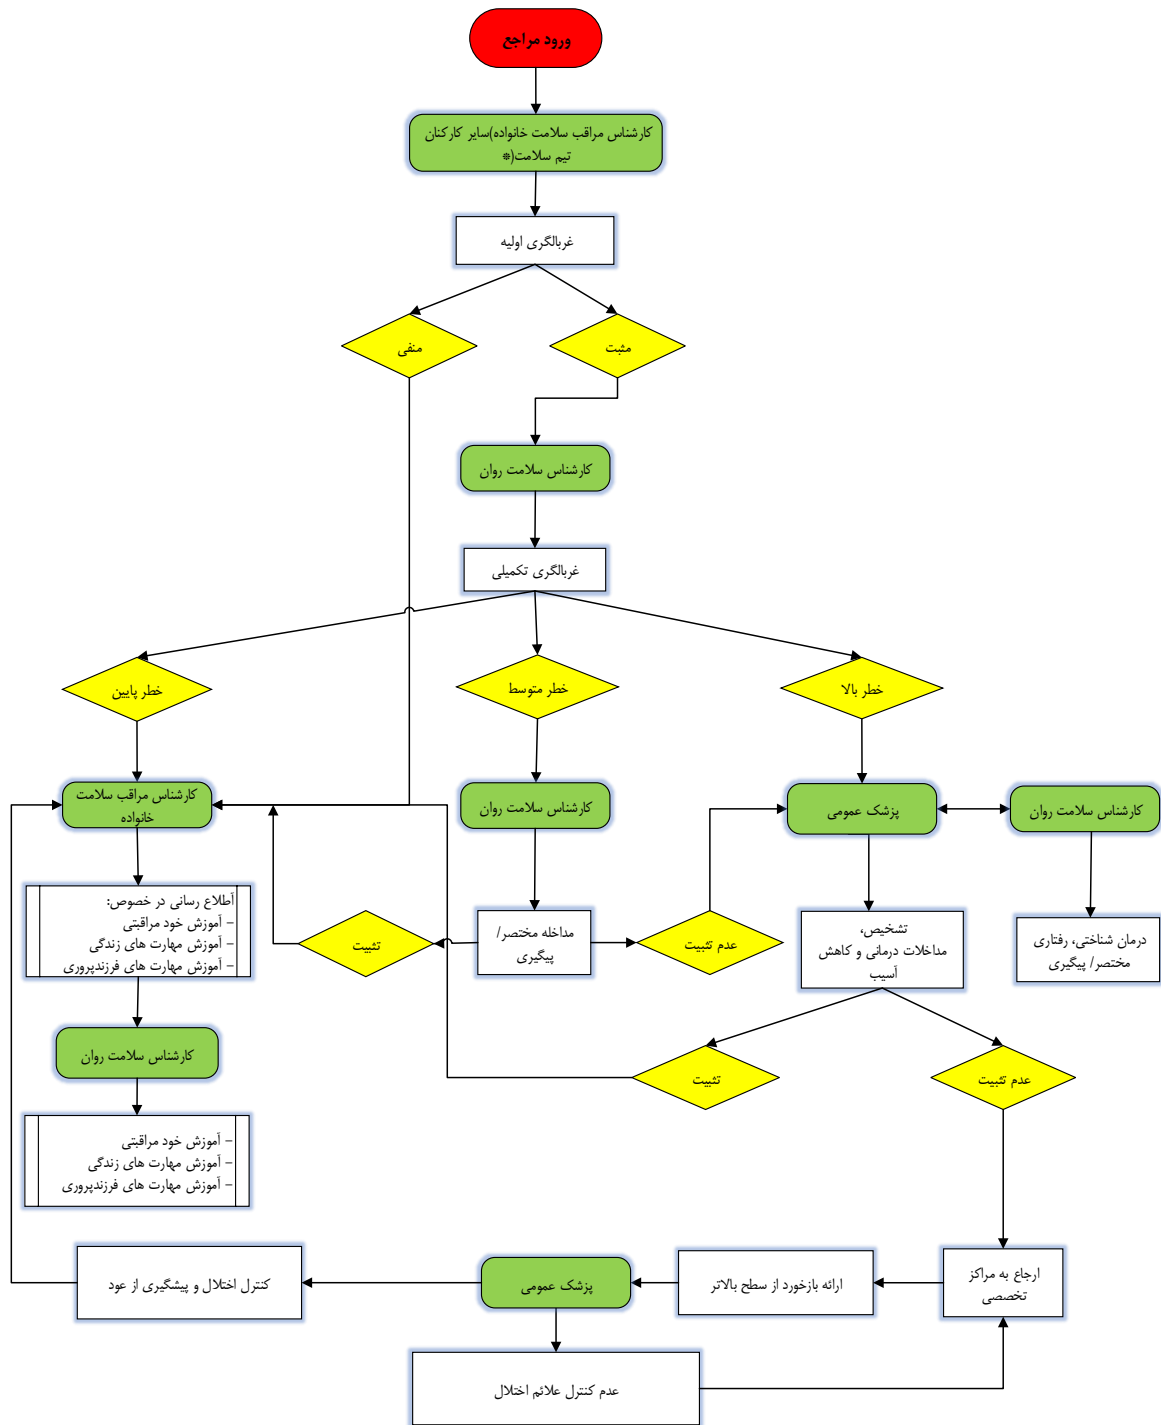 ورود مراجع
کارشناس مراقب سلامت خانواده)سایر کارکنان
تیم سلامت(*
غربالگری اولیه
مثبت
منفی
کارشناس سلامت روان
غربالگری تکمیلی
خطر بالا
خطر متوسط
خطر پایین
کارشناس سلامت روان
پزشک عمومی
کارشناس سلامت روان
کارشناس مراقب سلامت
خانواده
درمان شناختی، رفتاری
مختصر/ پیگیری
تشخیص،
مداخلات درمانی و کاهش
آسیب
عدم تثبیت
مداخله مختصر/
پیگیری
تثبیت
آطلاع رسانی در خصوص:
- آموزش خود مراقبتی
- آموزش مهارت های زندگی
- آموزش مهارت های فرزندپروری
عدم تثبیت
تثبیت
کارشناس سلامت روان
- آموزش خود مراقبتی
- آموزش مهارت های زندگی
- آموزش مهارت های فرزندپروری
ارجاع به مراکز
تخصصی
ارائه بازخورد از سطح بالاتر
پزشک عمومی
کنترل اختلال و پیشگیری از عود
عدم کنترل علائم اختلال